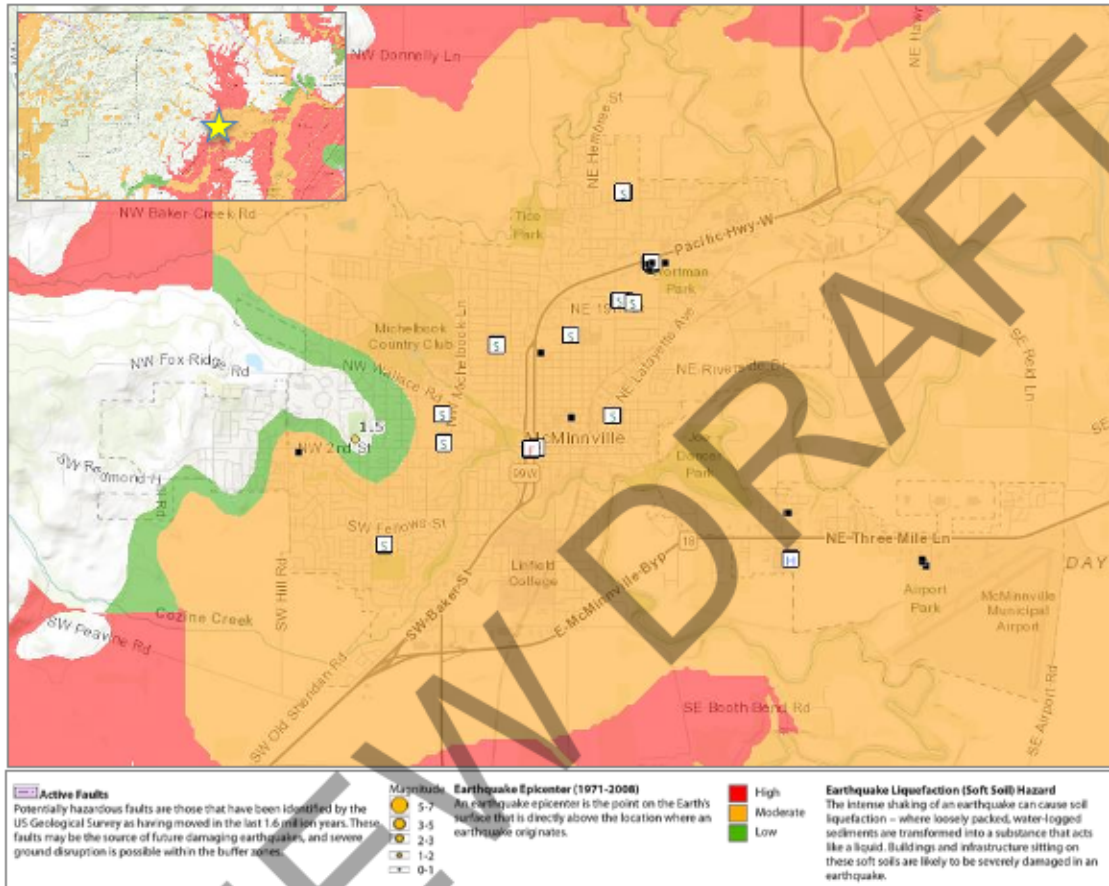 NW Donnelly Ln
NE Hembree St
NW Baker Creek Rd
Tice
Park
Pacific-Hwy-W
S
Wortman
Park
NE 19th
S
S
S
S
Michelbook
Country Club
NW Michelbook Ln
NE Lafayette Ave
NE Riverside Dr
SE Reid Ln
NW Fox Ridge Rd
NW Wallace Rd
1.5
S
S
S
NW 2nd St
McMinnville
99W
Joe
Dancer
Park
SW Fellows St
S
Linfield
College
18
NE Three Mile Ln
H
DAY
Airport
Park
McMinnville
Municipal
Airport
SW Hill Rd
SW Baker St
E-McMinnville-Byp
Cozine Creek
SW Peavine Rd
SW Old Sheridan Rd
SE Booth Bend Rd
SE Airport Rd
EW DRAFT
Active Faults
Potentially hazardous faults are those that have been identified by the
US Geological Survey as having moved in the last 1.6 million years. These
faults may be the source of future damaging earthquakes, and severe
ground disruption is possible within the buffer zones.
Magnitude
5-7
3-5
2-3
1-2
0-1
Earthquake Epicenter (1971-2008)
An earthquake epicenter is the point on the Earth's
surface that is directly above the location where an
earthquake originates.
High
Moderate
Low
Earthquake Liquefaction (Soft Soil) Hazard
The intense shaking of an earthquake can cause soil
liquefaction – where loosely packed, water-logged
sediments are transformed into a substance that acts
like a liquid. Buildings and infrastructure sitting on
these soft soils are likely to be severely damaged in an
earthquake.